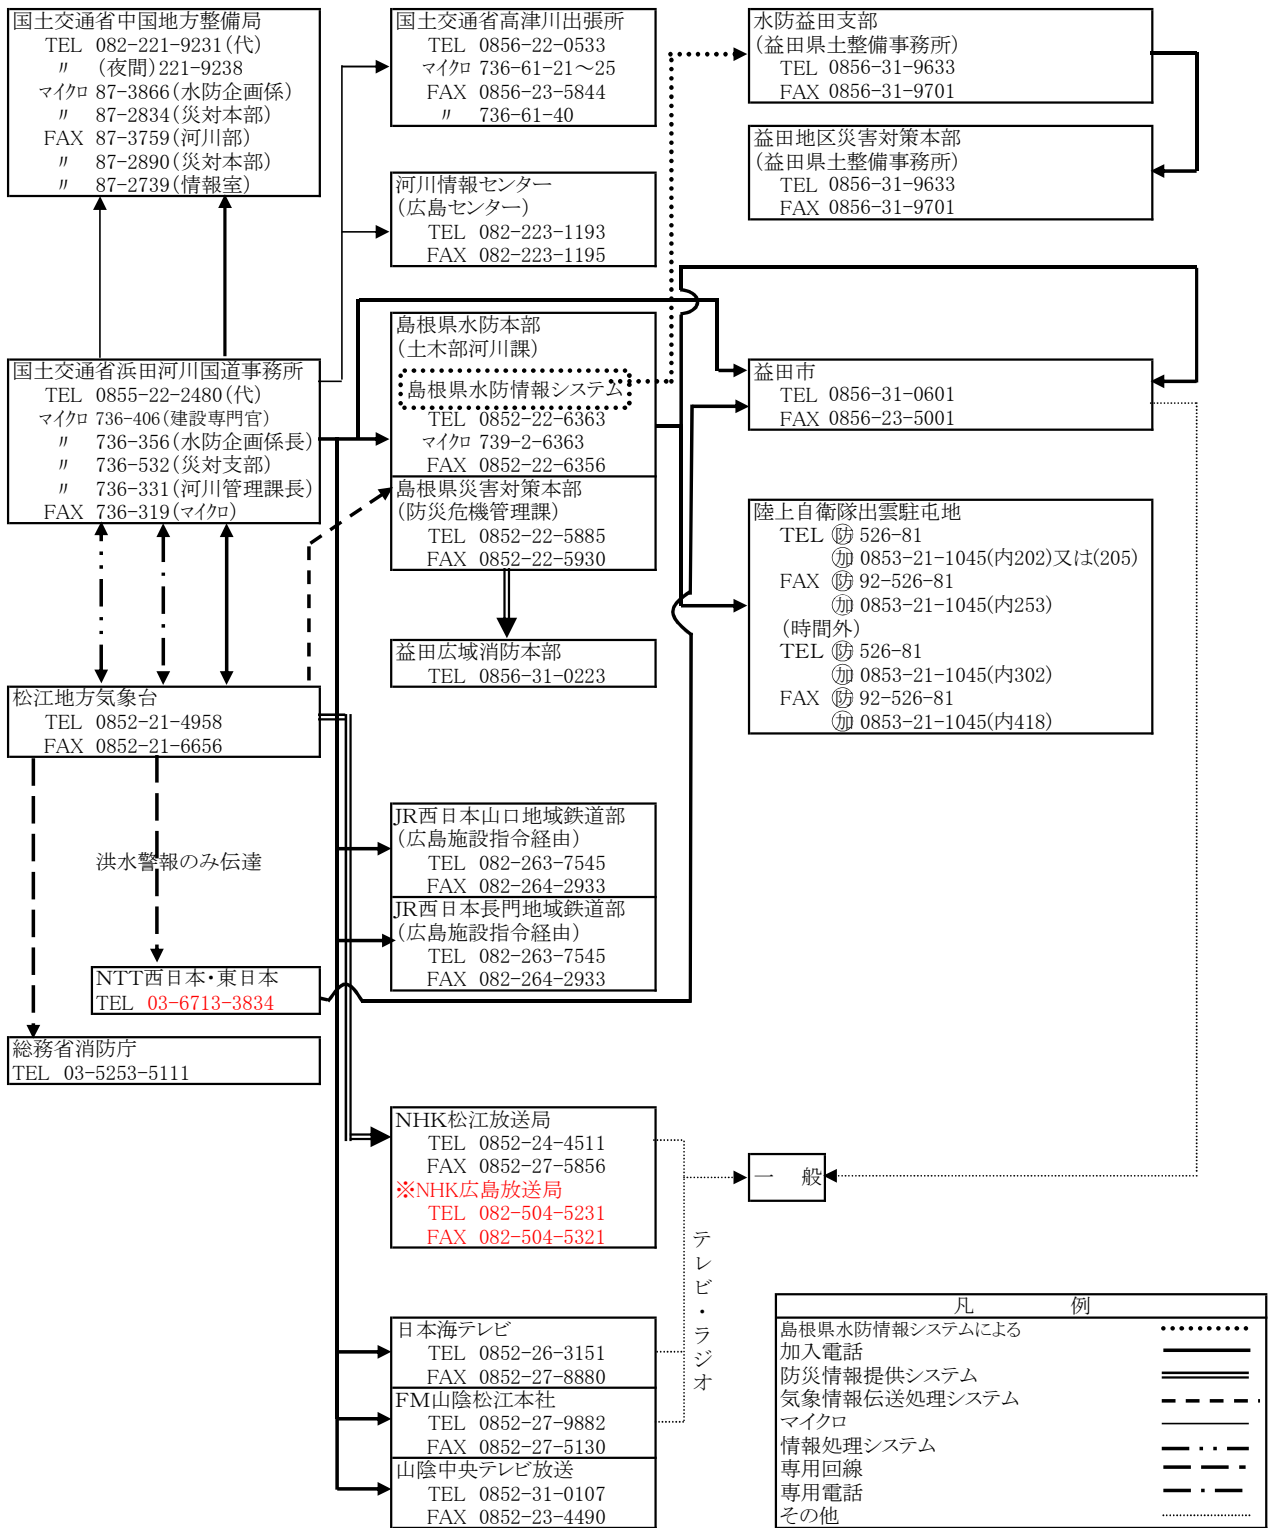 国土交通省中国地方整備局
TEL 082-221-9231(代)
〃 (夜間)221-9238
マイクロ 87-3866(水防企画係)
〃 87-2834(災対本部)
FAX 87-3759(河川部)
〃 87-2890(災対本部)
〃 87-2739(情報室)
国土交通省高津川出張所
TEL 0856-22-0533
マイクロ 736-61-21～25
FAX 0856-23-5844
〃 736-61-40
水防益田支部
(益田県土整備事務所)
TEL 0856-31-9633
FAX 0856-31-9701
益田地区災害対策本部
(益田県土整備事務所)
TEL 0856-31-9633
FAX 0856-31-9701
河川情報センター
(広島センター)
TEL 082-223-1193
FAX 082-223-1195
国土交通省浜田河川国道事務所
TEL 0855-22-2480(代)
マイクロ 736-406(建設専門官)
〃 736-356(水防企画係長)
〃 736-532(災対支部)
〃 736-331(河川管理課長)
FAX 736-319(マイクロ)
島根県水防本部
(土木部河川課)
島根県水防情報システム
TEL 0852-22-6363
マイクロ 739-2-6363
FAX 0852-22-6356
島根県災害対策本部
(防災危機管理課)
TEL 0852-22-5885
FAX 0852-22-5930
益田市
TEL 0856-31-0601
FAX 0856-23-5001
陸上自衛隊出雲駐屯地
TEL 防 526-81
加 0853-21-1045(内202)又は(205)
FAX 防 92-526-81
加 0853-21-1045(内253)
(時間外)
TEL 防 526-81
加 0853-21-1045(内302)
FAX 防 92-526-81
加 0853-21-1045(内418)
益田広域消防本部
TEL 0856-31-0223
松江地方気象台
TEL 0852-21-4958
FAX 0852-21-6656
洪水警報のみ伝達
JR西日本山口地域鉄道部
(広島施設指令経由)
TEL 082-263-7545
FAX 082-264-2933
JR西日本長門地域鉄道部
(広島施設指令経由)
TEL 082-263-7545
FAX 082-264-2933
NTT西日本・東日本
TEL 03-6713-3834
総務省消防庁
TEL 03-5253-5111
NHK松江放送局
TEL 0852-24-4511
FAX 0852-27-5856
※NHK広島放送局
TEL 082-504-5231
FAX 082-504-5321
一 般
テレビ・ラジオ
日本海テレビ
TEL 0852-26-3151
FAX 0852-27-8880
FM山陰松江本社
TEL 0852-27-9882
FAX 0852-27-5130
山陰中央テレビ放送
TEL 0852-31-0107
FAX 0852-23-4490
凡 例
島根県水防情報システムによる
加入電話
防災情報提供システム
気象情報伝送処理システム
マイクロ
情報処理システム
専用回線
専用電話
その他